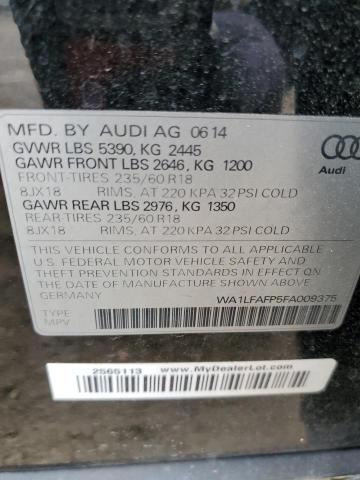 MFD. BY AUDI AG 06 14
GVWR LBS 5390, KG 2445
GAWR FRONT LBS 2646, KG 1200
FRONT-TIRES 235/60 R18
8JX18 RIMS, AT 220 KPA 32 PSI COLD
GAWR REAR LBS 2976, KG 1350
REAR-TIRES 235/60 R18
8JX18 RIMS, AT 220 KPA 32 PSI COLD
Audi
THIS VEHICLE CONFORMS TO ALL APPLICABLE
U.S. FEDERAL MOTOR VEHICLE SAFETY AND
THEFT PREVENTION STANDARDS IN EFFECT ON
THE DATE OF MANUFACTURE SHOWN ABOVE
GERMANY WA1LFAFP5FA009375
TYPE
MPV
2565113 www.MyDealerLot.com